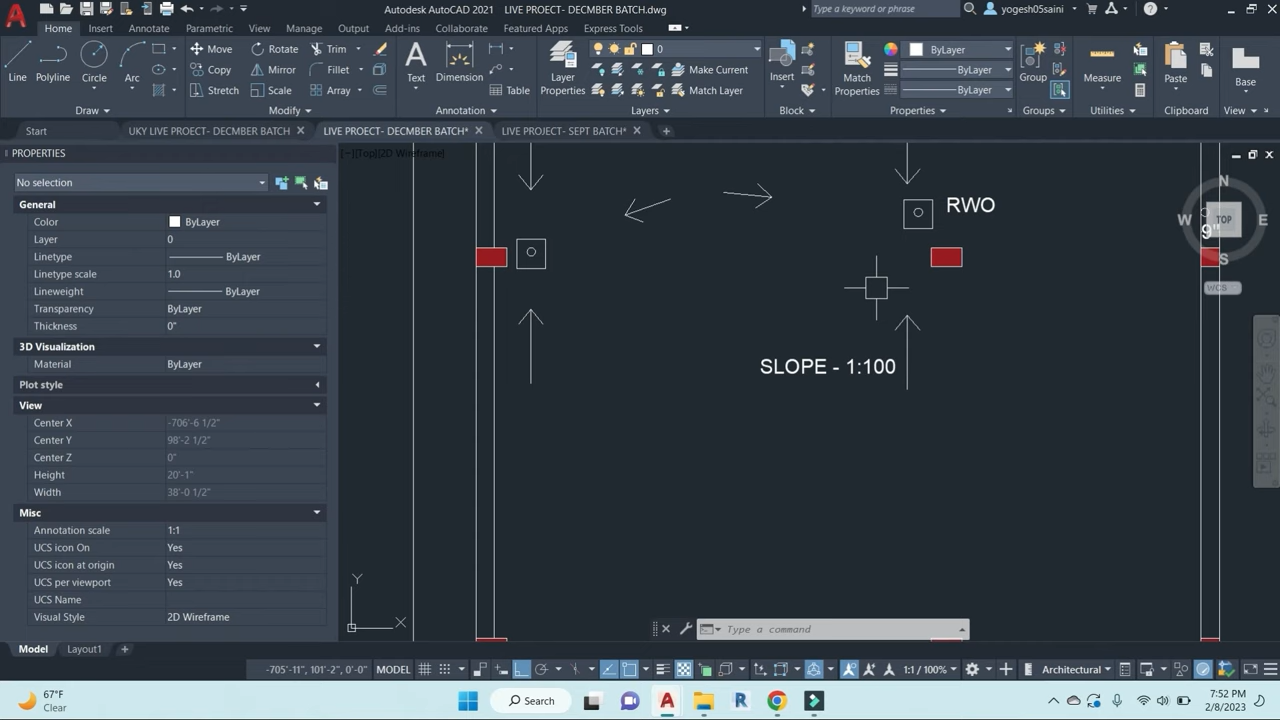 Autodesk AutoCAD 2021 LIVE PROECT- DECMBER BATCH.dwg
Type a keyword or phrase
yogesh05saini
Home Insert Annotate Parametric View Manage Output Add-ins Collaborate Featured Apps Express Tools
Line Polyline Circle Arc
Move Rotate Trim
Copy Mirror Fillet
Stretch Scale Array
Text Dimension
Table
Layer Properties
0
Make Current
Match Layer
Insert
Match Properties
ByLayer
ByLayer
ByLayer
Group
Measure
Paste
Base
Draw Modify Annotation Layers Block Properties Groups Utilities Clipboard View
Start UKY LIVE PROECT- DECMBER BATCH LIVE PROECT- DECMBER BATCH* LIVE PROJECT- SEPT BATCH*
PROPERTIES
[−][Top][2D Wireframe]
No selection
General
Color ByLayer
Layer 0
Linetype ByLayer
Linetype scale 1.0
Lineweight ByLayer
Transparency ByLayer
Thickness 0"
3D Visualization
Material ByLayer
Plot style
View
Center X -706'-6 1/2"
Center Y 98'-2 1/2"
Center Z 0"
Height 20'-1"
Width 38'-0 1/2"
Misc
Annotation scale 1:1
UCS icon On Yes
UCS icon at origin Yes
UCS per viewport Yes
UCS Name
Visual Style 2D Wireframe
RWO
SLOPE - 1:100
9"
N
W TOP E
S
WCS
Y
X
Type a command
Model Layout1
-705'-11", 101'-2", 0'-0" MODEL
1:1 / 100%
Architectural
67°F
Clear
Search
7:52 PM
2/8/2023